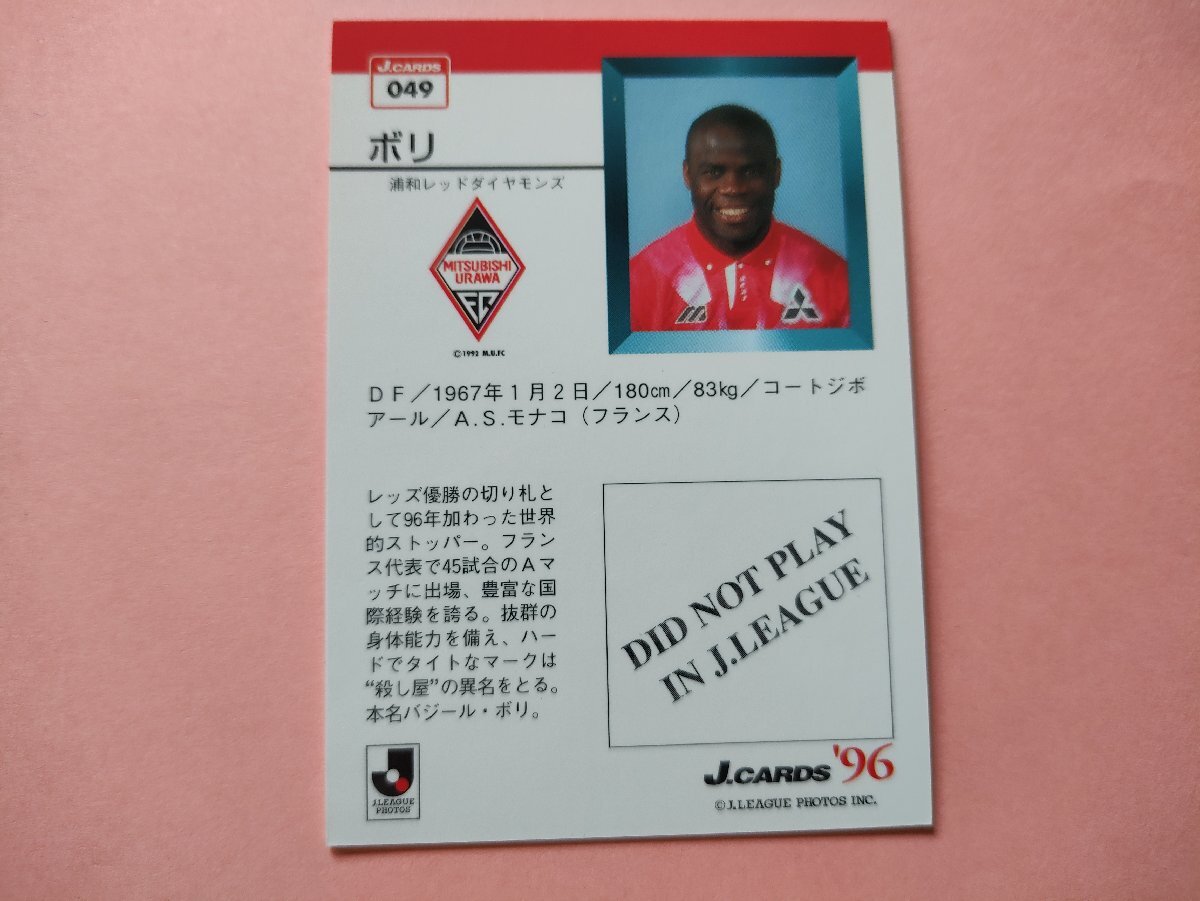 J.CARDS
049
ボリ
浦和レッドダイヤモンズ
MITSUBISHI
URAWA
FC
©1992 M.U.FC
DF／1967年1月2日／180cm／83kg／コートジボ
アール／A.S.モナコ（フランス）
レッズ優勝の切り札と
して96年加わった世界
的ストッパー。フラン
ス代表で45試合のAマ
ッチに出場、豊富な国
際経験を誇る。抜群の
身体能力を備え、ハー
ドでタイトなマークは
“殺し屋”の異名をとる。
本名バジール・ボリ。
DID NOT PLAY
IN J.LEAGUE
J.LEAGUE
PHOTOS
J.CARDS '96
©J.LEAGUE PHOTOS INC.